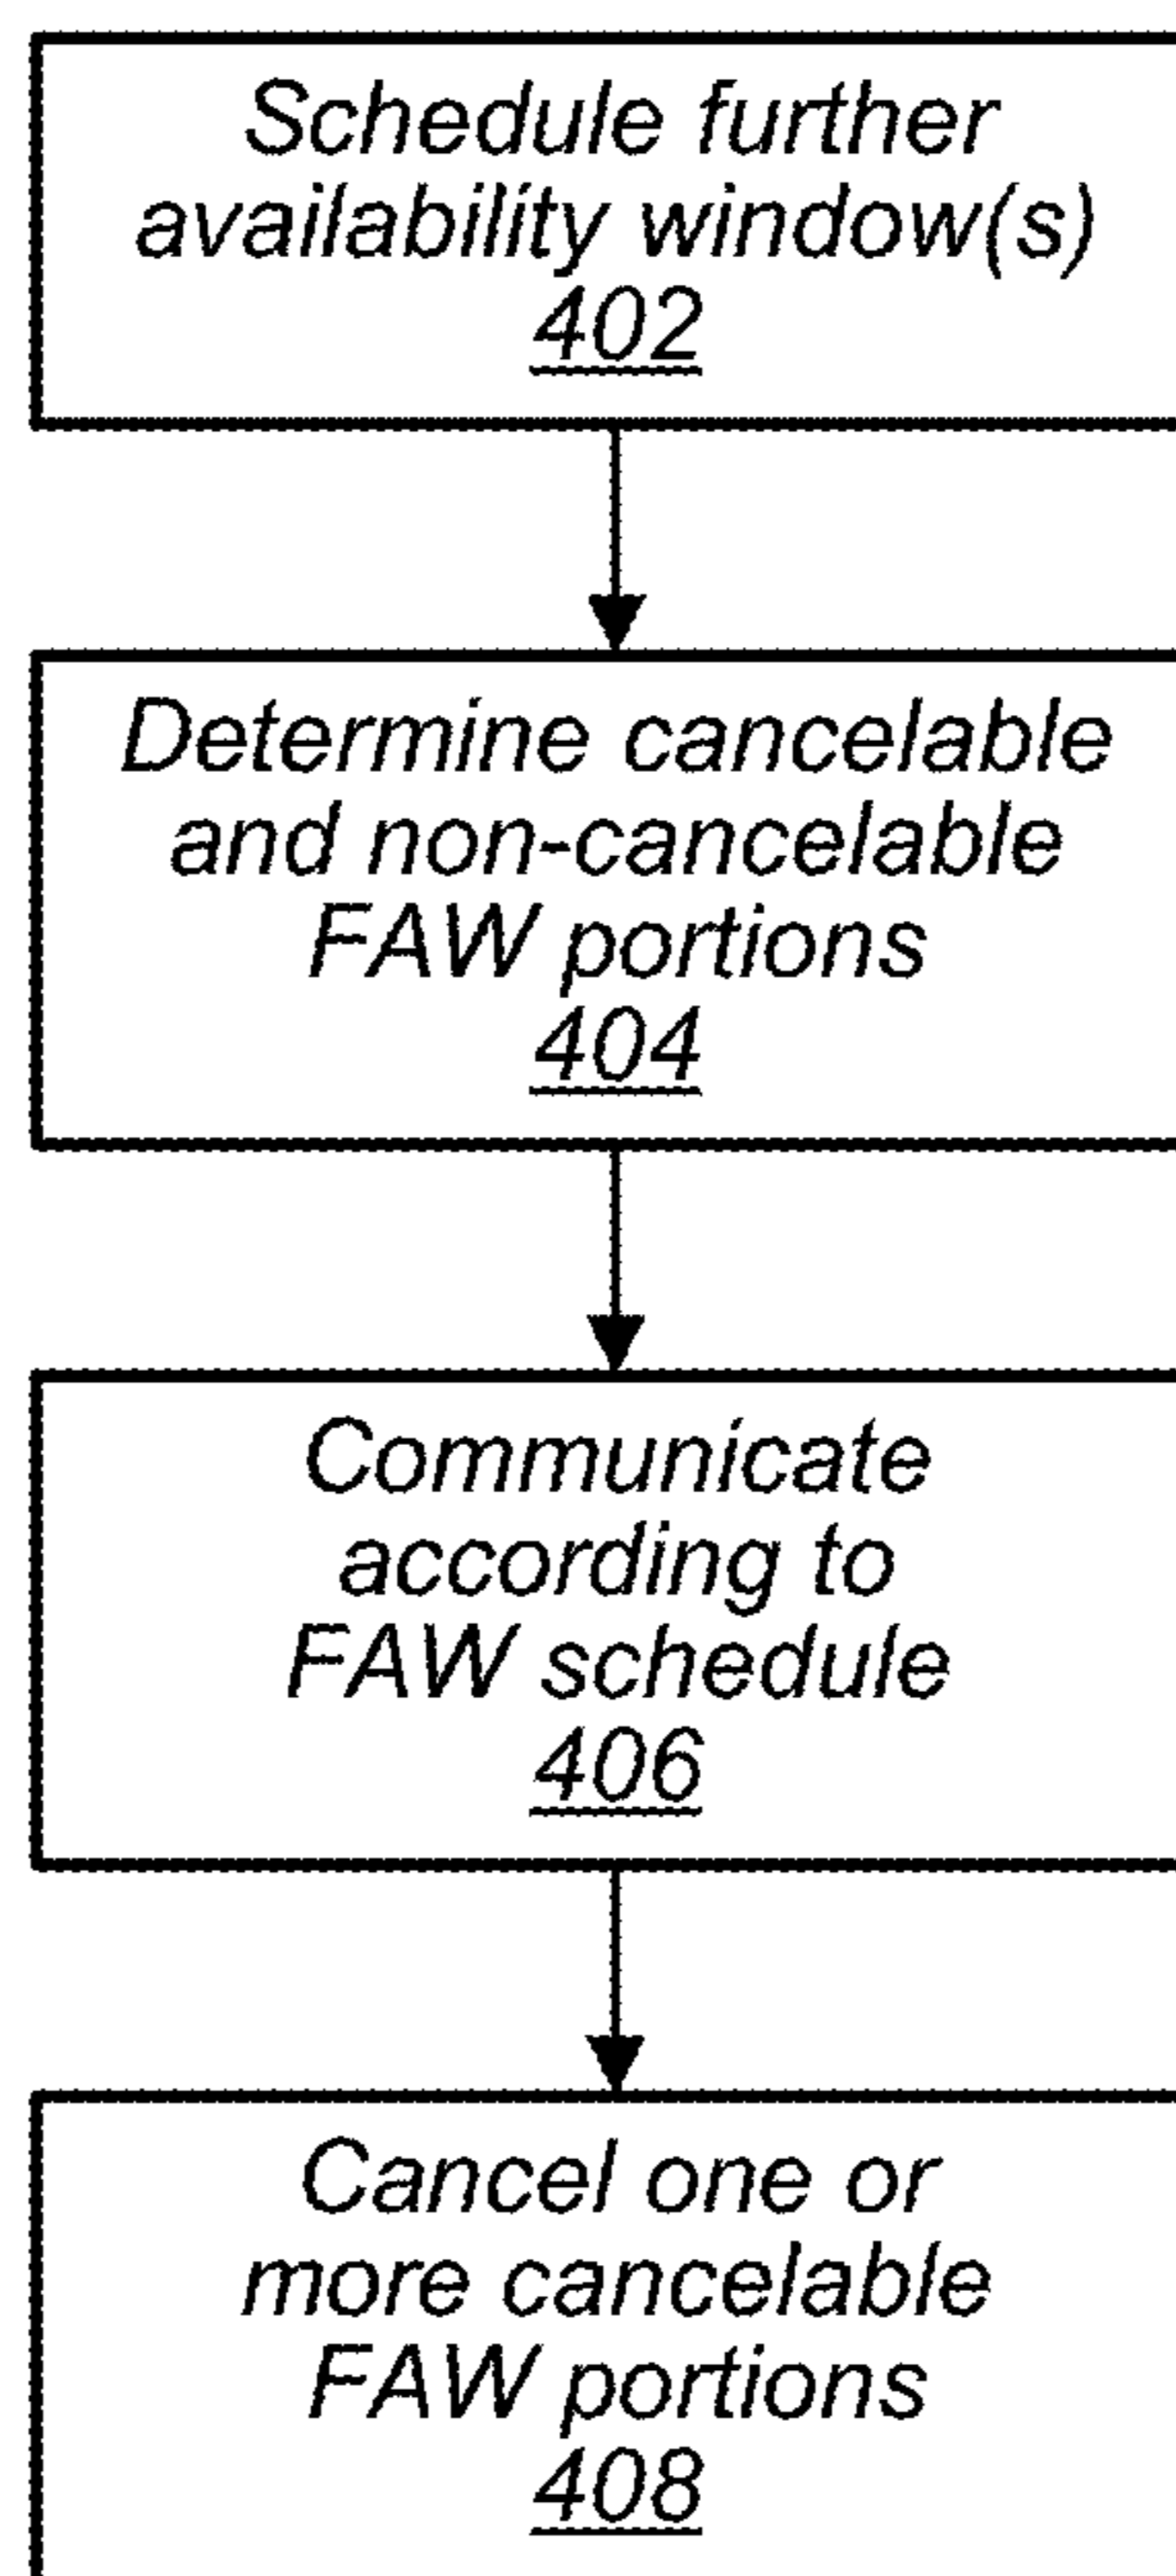 Schedule further
availability window(s)
402
Determine cancelable
and non-cancelable
FAW portions
404
Communicate
according to
FAW schedule
406
Cancel one or
more cancelable
FAW portions
408